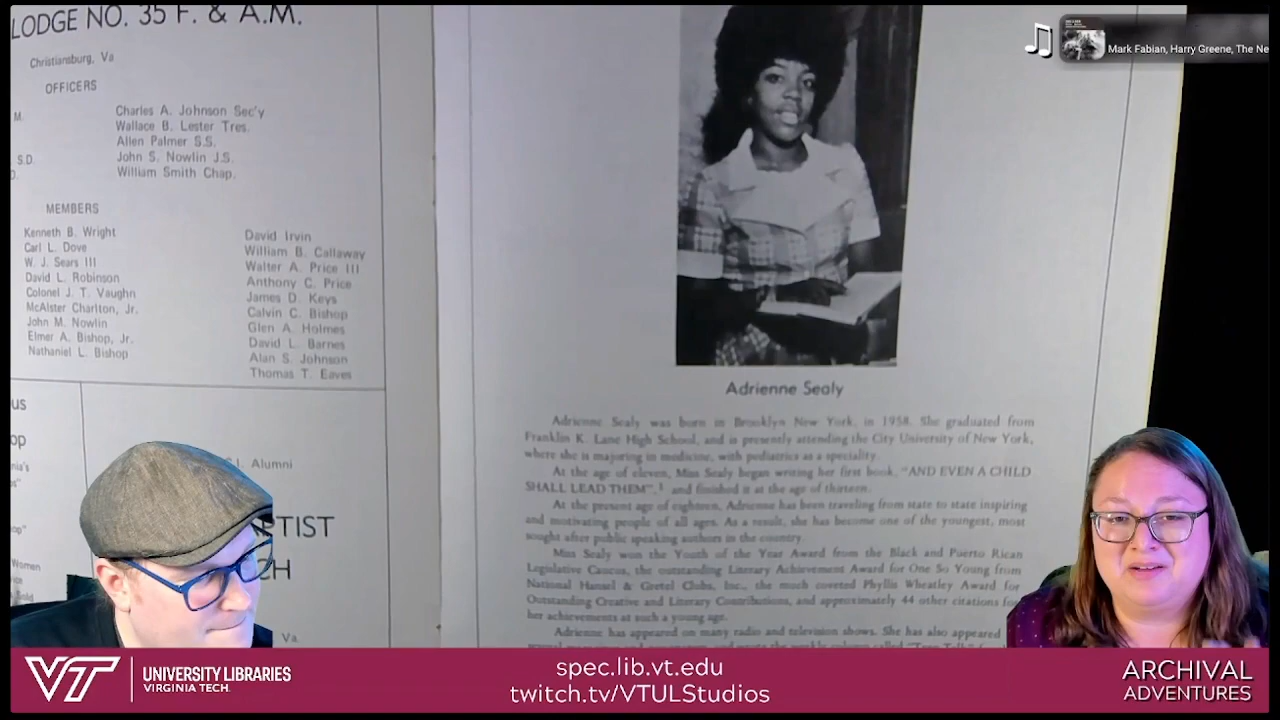 LODGE NO. 35 F. & A.M.
Christiansburg, Va
OFFICERS
M.
Charles A. Johnson Sec'y
Wallace B. Lester Tres.
Allen Palmer S.S.
S.D.
John S. Nowlin J.S.
William Smith Chap.
MEMBERS
Kenneth B. Wright
Carl L. Dove
W. J. Sears III
David L. Robinson
Colonel J. T. Vaughn
McAlster Charlton, Jr.
John M. Nowlin
Elmer A. Bishop, Jr.
Nathaniel L. Bishop
David Irvin
William B. Callaway
Walter A. Price III
Anthony C. Price
James D. Keys
Calvin C. Bishop
Glen A. Holmes
David L. Barnes
Alan S. Johnson
Thomas T. Eaves
us
op
Alumni
TIST
CH
Va
Women
Mark Fabian, Harry Greene, The Ne
Adrienne Sealy
Adrienne Sealy was born in Brooklyn New York, in 1958. She graduated from
Franklin K. Lane High School, and is presently attending the City University of New York,
where she is majoring in medicine, with pediatrics as a speciality.
At the age of eleven, Miss Sealy began writing her first book, "AND EVEN A CHILD
SHALL LEAD THEM", and finished it at the age of thirteen.
At the present age of eighteen, Adrienne has been traveling from state to state inspiring
and motivating people of all ages. As a result, she has become one of the youngest, most
sought after public speaking authors in the country.
Miss Sealy won the Youth of the Year Award from the Black and Puerto Rican
Legislative Caucus, the outstanding Literary Achievement Award for One So Young from
National Hansel & Gretel Clubs, Inc., the much coveted Phyllis Wheatley Award for
Outstanding Creative and Literary Contributions, and approximately 44 other citations for
her achievements at such a young age.
Adrienne has appeared on many radio and television shows. She has also appeared
VT
UNIVERSITY LIBRARIES
VIRGINIA TECH.
spec.lib.vt.edu
twitch.tv/VTULStudios
ARCHIVAL
ADVENTURES